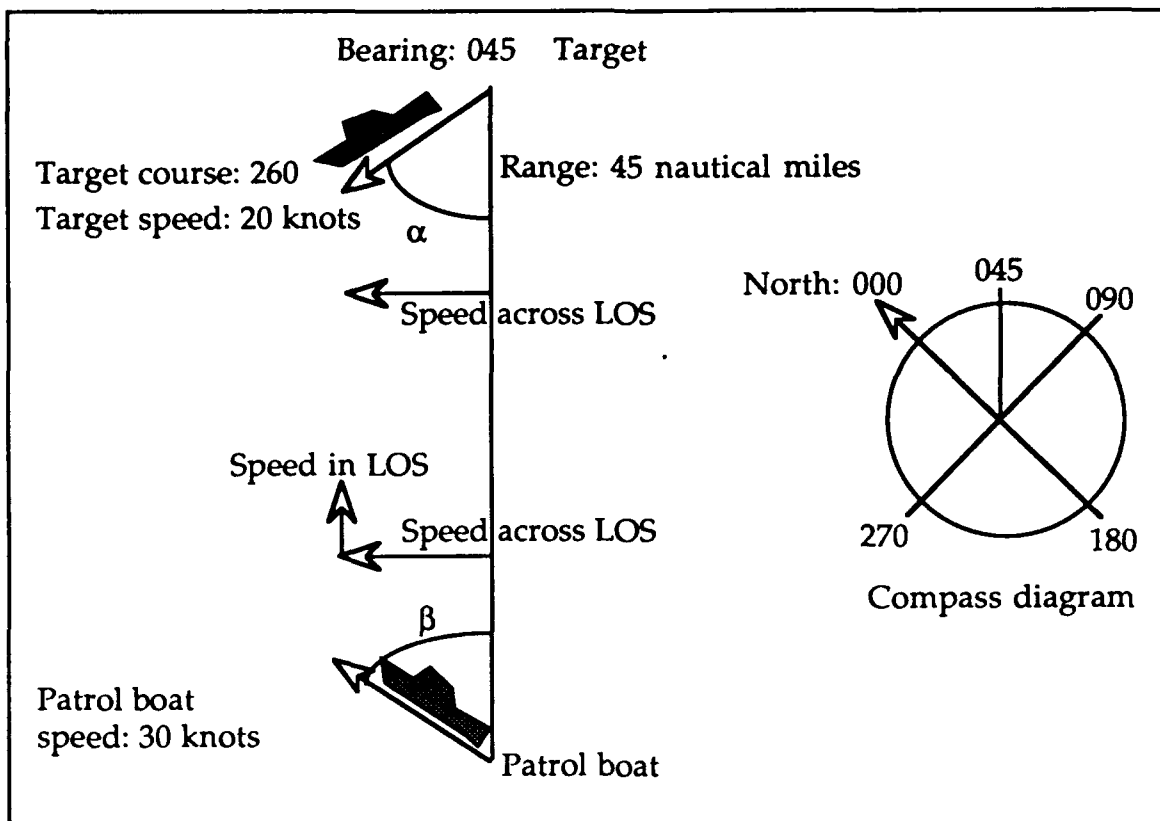 Bearing: 045 Target
Target course: 260
Target speed: 20 knots
Range: 45 nautical miles
α
Speed across LOS
North: 000
045
090
Speed in LOS
Speed across LOS
270
180
Compass diagram
β
Patrol boat
speed: 30 knots
Patrol boat